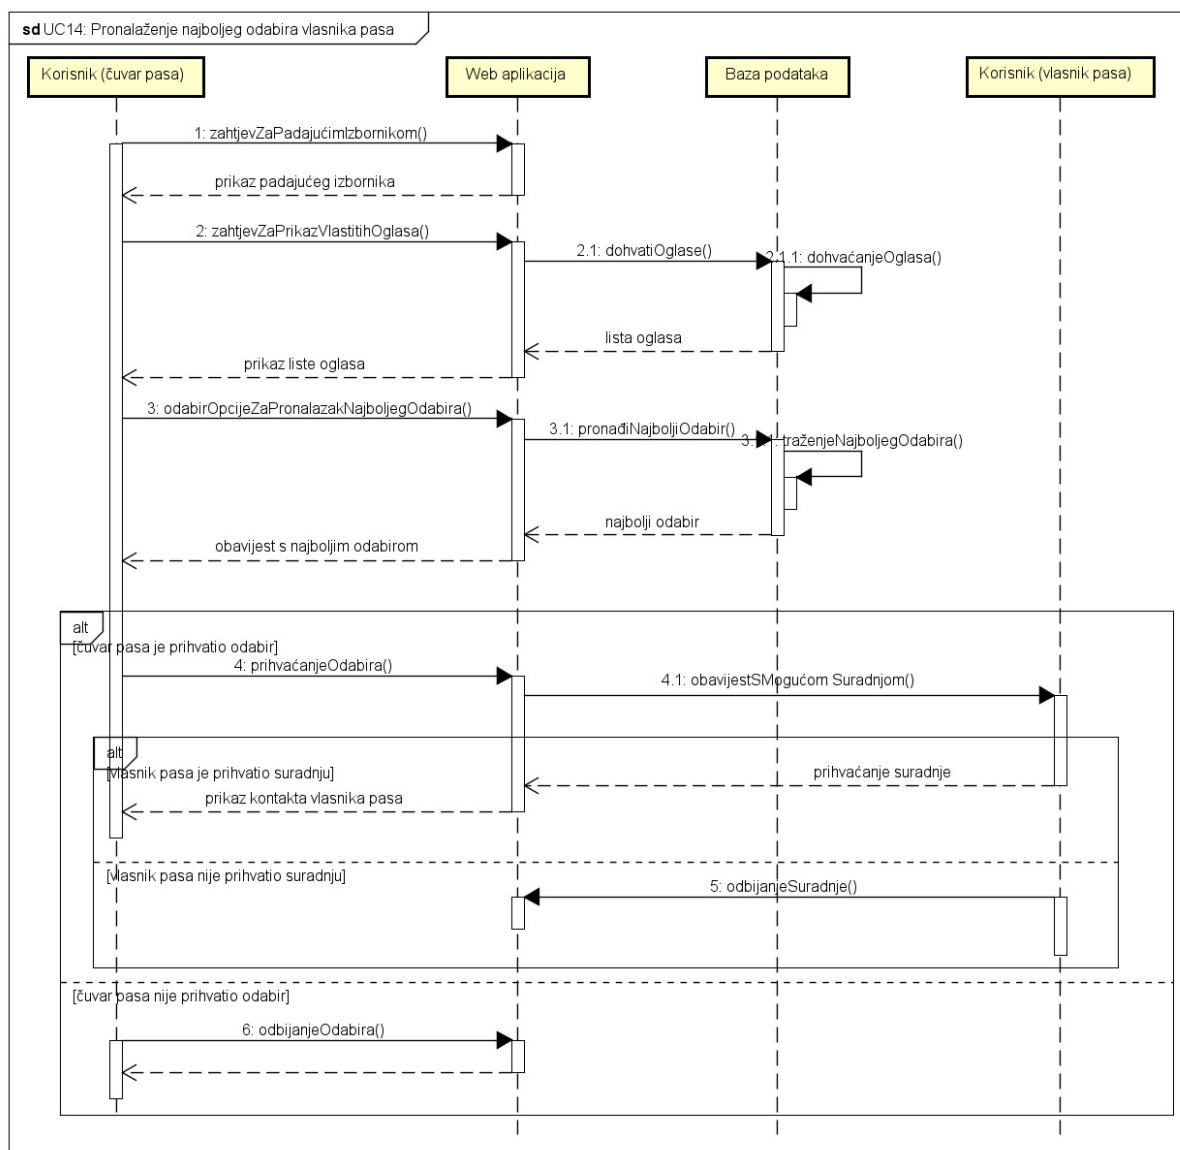 sd UC14: Pronalaženje najboljeg odabira vlasnika pasa
Korisnik (čuvar pasa)
Web aplikacija
Baza podataka
Korisnik (vlasnik pasa)
1: zahtjevZaPadajućimIzbornikom()
prikaz padajućeg izbornika
2: zahtjevZaPrikazVlastitihOglasa()
2.1: dohvatiOglase()
2.1.1: dohvaćanjeOglasa()
lista oglasa
prikaz liste oglasa
3: odabirOpcijeZaPronalazakNajboljegOdabira()
3.1: pronađiNajboljiOdabir()
3.1.1: traženjeNajboljegOdabira()
najbolji odabir
obavijest s najboljim odabirom
alt
[čuvar pasa je prihvatio odabir]
4: prihvaćanjeOdabira()
4.1: obavijestSMogućom Suradnjom()
alt
[vlasnik pasa je prihvatio suradnju]
prihvaćanje suradnje
prikaz kontakta vlasnika pasa
[vlasnik pasa nije prihvatio suradnju]
5: odbijanjeSuradnje()
[čuvar pasa nije prihvatio odabir]
6: odbijanjeOdabira()